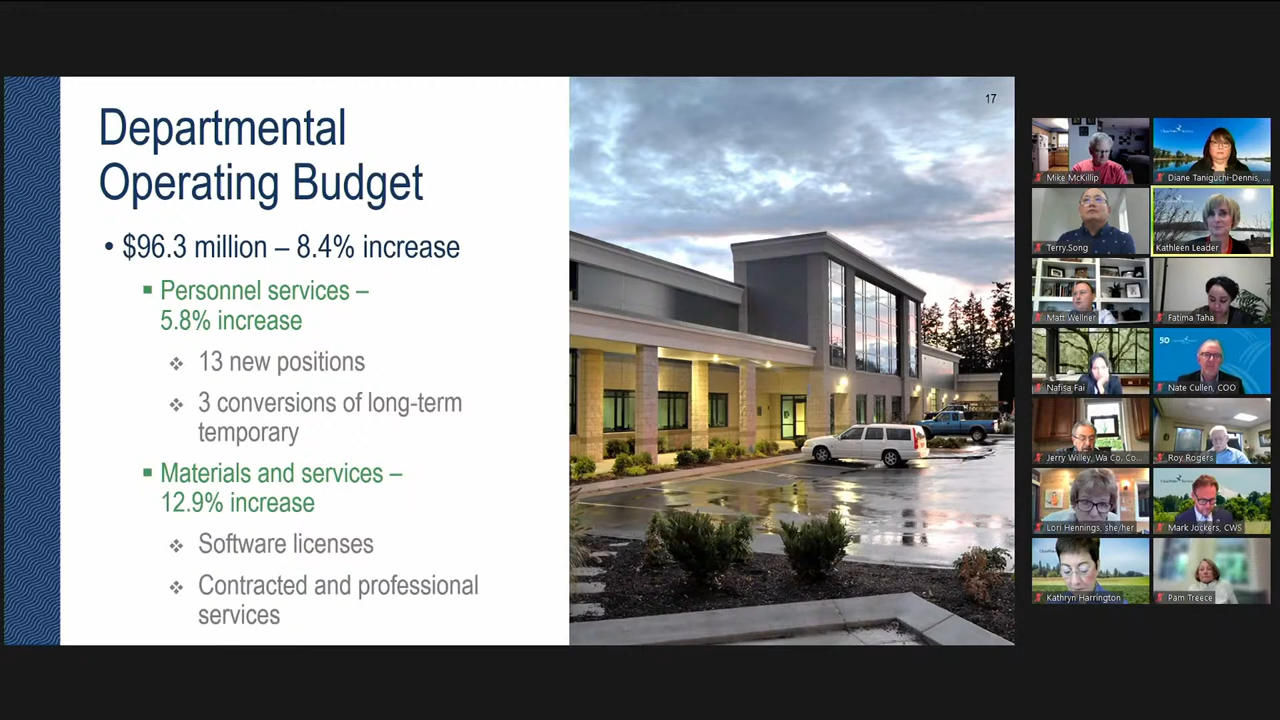 17
Departmental
Operating Budget
• $96.3 million – 8.4% increase
▪ Personnel services –
5.8% increase
❖ 13 new positions
❖ 3 conversions of long-term
temporary
▪ Materials and services –
12.9% increase
❖ Software licenses
❖ Contracted and professional
services
Mike McKillip
Diane Taniguchi-Dennis, ...
Terry Song
Kathleen Leader
Matt Wellner
Fatima Taha
Nafisa Fai
50
Nate Cullen, COO
Jerry Willey, Wa Co. Co...
Roy Rogers
Lori Hennings, she/her
Mark Jockers, CWS
Kathryn Harrington
Pam Treece